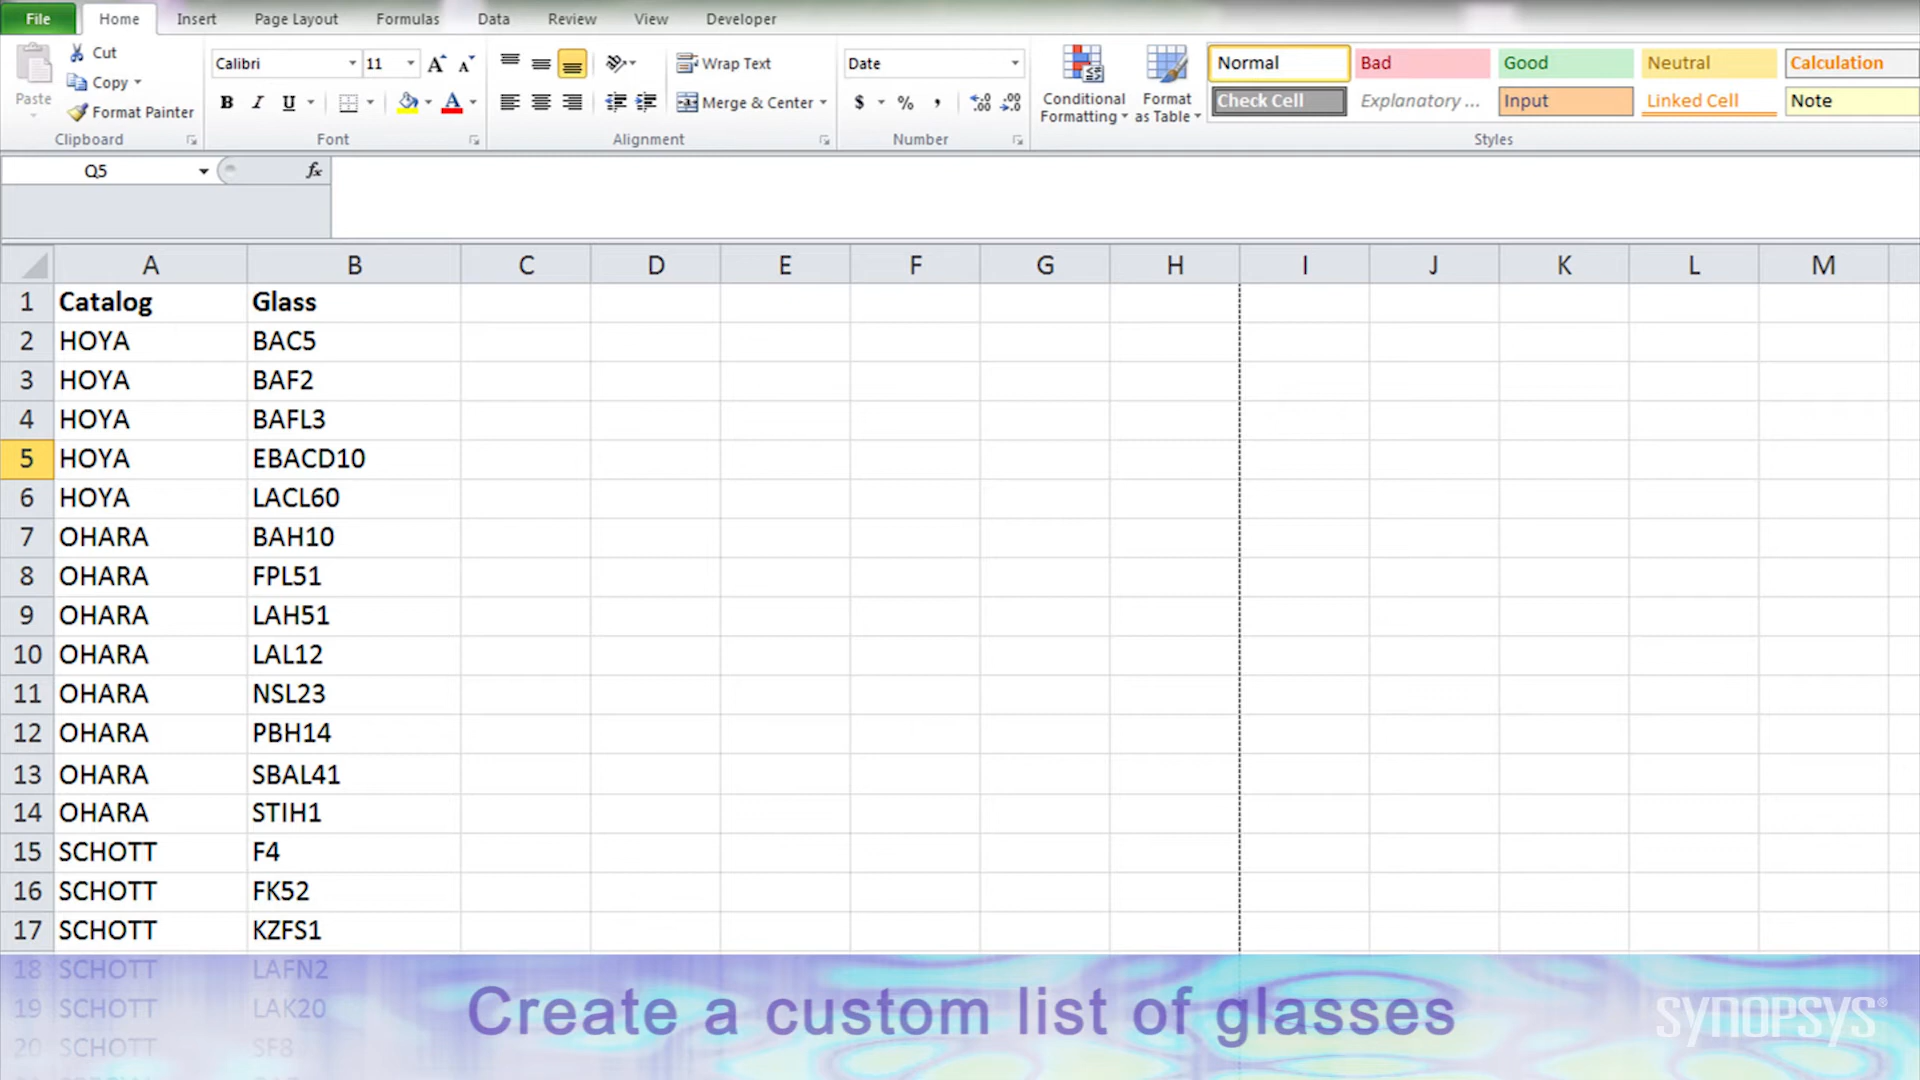 File Home Insert Page Layout Formulas Data Review View Developer
Cut
Copy
Format Painter
Paste
Clipboard
Calibri 11
B I U A
Font
Wrap Text
Merge & Center
Alignment
Date
$ % ,
Number
Conditional Formatting
Format as Table
Normal Bad Good Neutral Calculation
Check Cell Explanatory ... Input Linked Cell Note
Styles
Q5 fx
A B C D E F G H I J K L M
1 Catalog Glass
2 HOYA BAC5
3 HOYA BAF2
4 HOYA BAFL3
5 HOYA EBACD10
6 HOYA LACL60
7 OHARA BAH10
8 OHARA FPL51
9 OHARA LAH51
10 OHARA LAL12
11 OHARA NSL23
12 OHARA PBH14
13 OHARA SBAL41
14 OHARA STIH1
15 SCHOTT F4
16 SCHOTT FK52
17 SCHOTT KZFS1
18 SCHOTT LAFN2
19 SCHOTT LAK20
20 SCHOTT SF8
Create a custom list of glasses
SYNOPSYS®